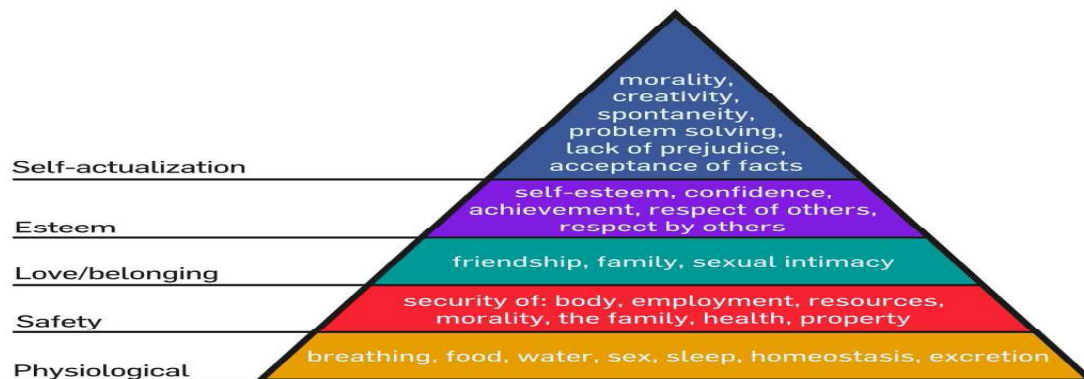 morality,
creativity,
spontaneity,
problem solving,
lack of prejudice,
acceptance of facts
Self-actualization
self-esteem, confidence,
achievement, respect of others,
respect by others
Esteem
friendship, family, sexual intimacy
Love/belonging
security of: body, employment, resources,
morality, the family, health, property
Safety
breathing, food, water, sex, sleep, homeostasis, excretion
Physiological